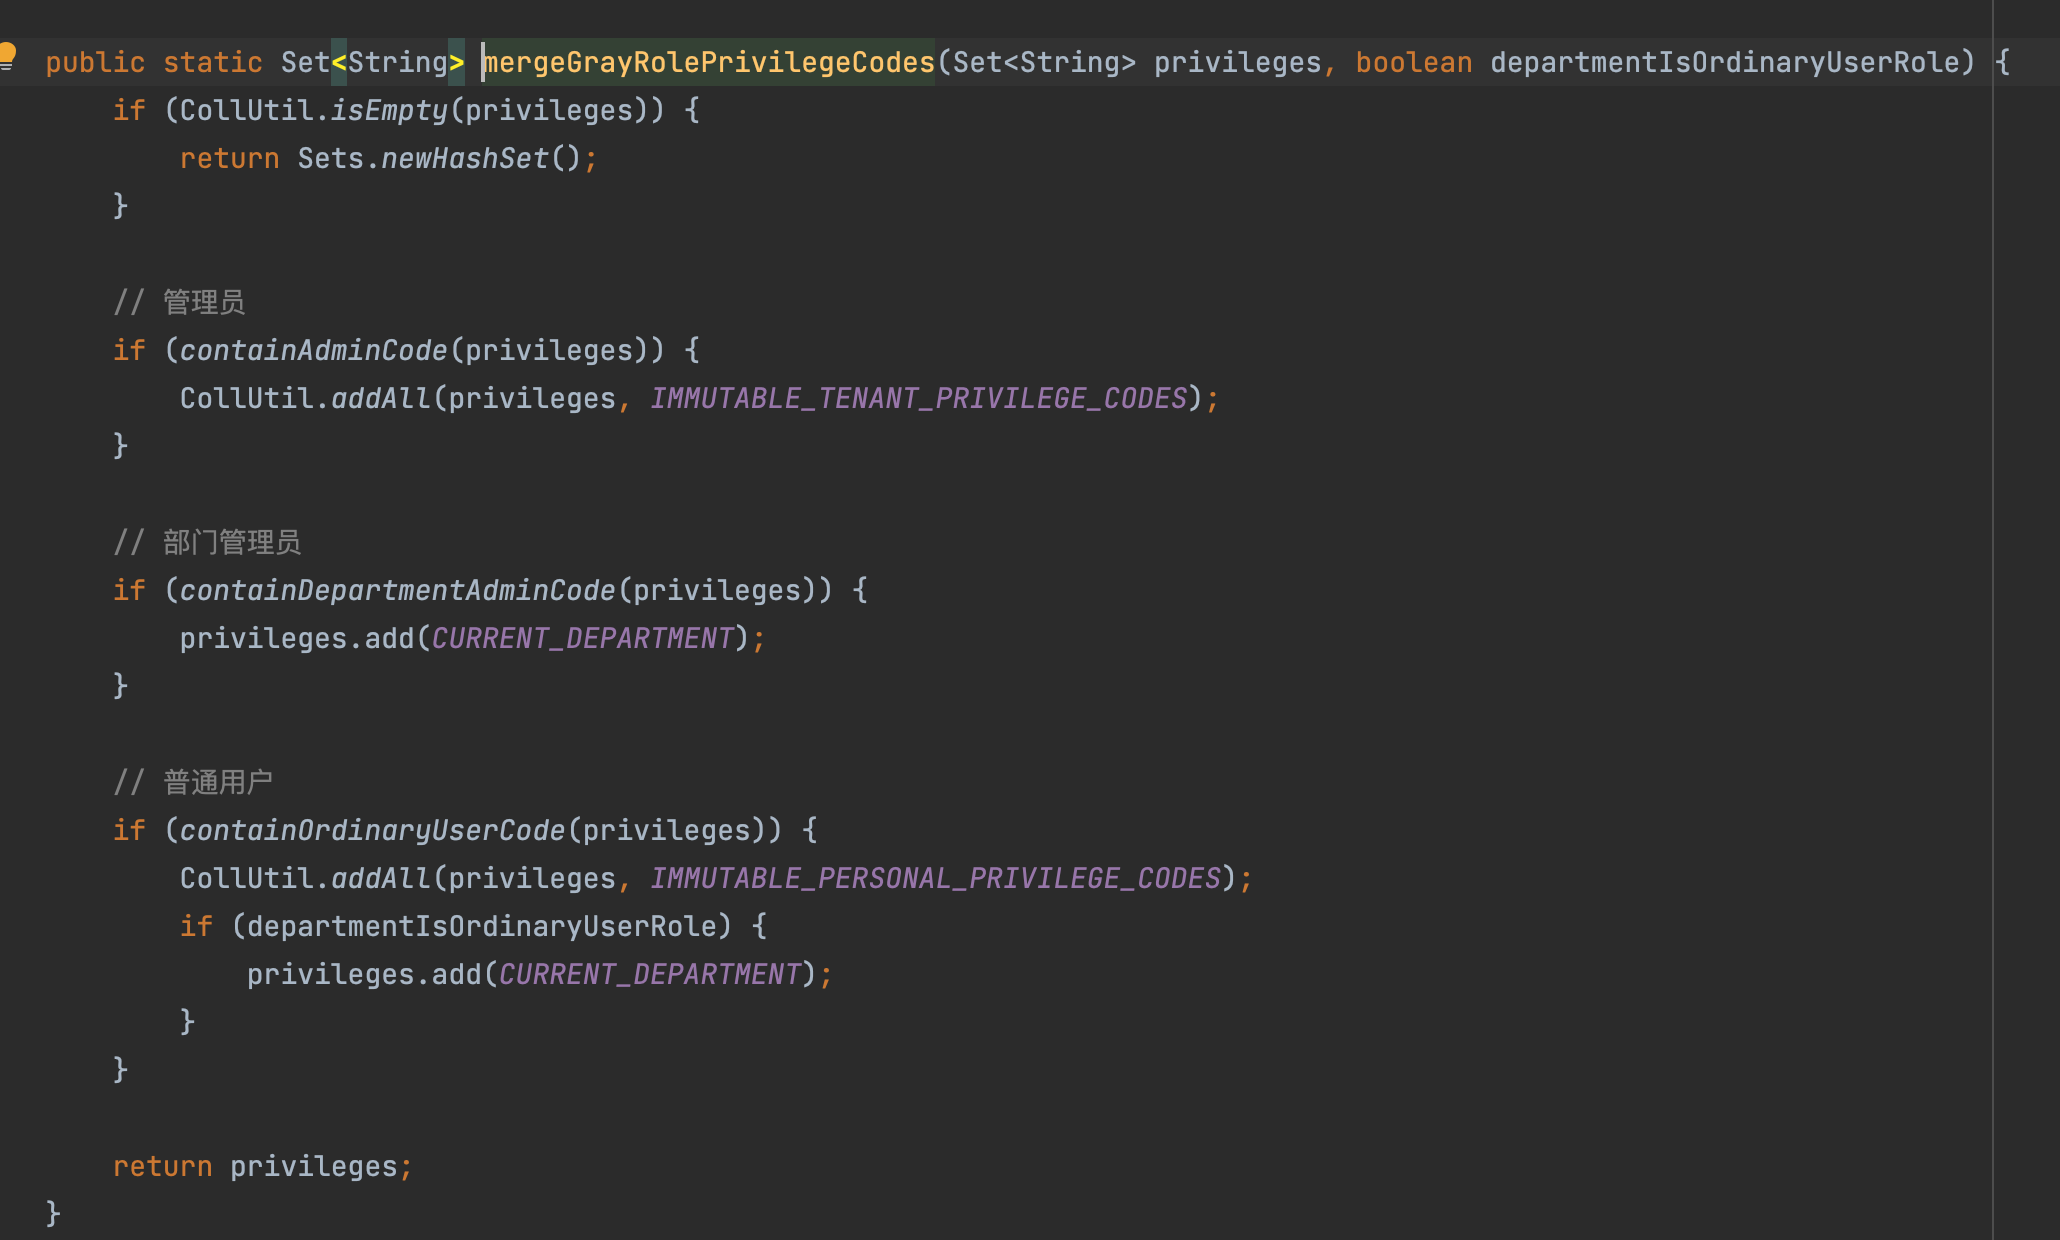 public static Set<String> mergeGrayRolePrivilegeCodes(Set<String> privileges, boolean departmentIsOrdinaryUserRole) {
    if (CollUtil.isEmpty(privileges)) {
        return Sets.newHashSet();
    }
    // 管理员
    if (containAdminCode(privileges)) {
        CollUtil.addAll(privileges, IMMUTABLE_TENANT_PRIVILEGE_CODES);
    }
    // 部门管理员
    if (containDepartmentAdminCode(privileges)) {
        privileges.add(CURRENT_DEPARTMENT);
    }
    // 普通用户
    if (containOrdinaryUserCode(privileges)) {
        CollUtil.addAll(privileges, IMMUTABLE_PERSONAL_PRIVILEGE_CODES);
        if (departmentIsOrdinaryUserRole) {
            privileges.add(CURRENT_DEPARTMENT);
        }
    }
    return privileges;
}